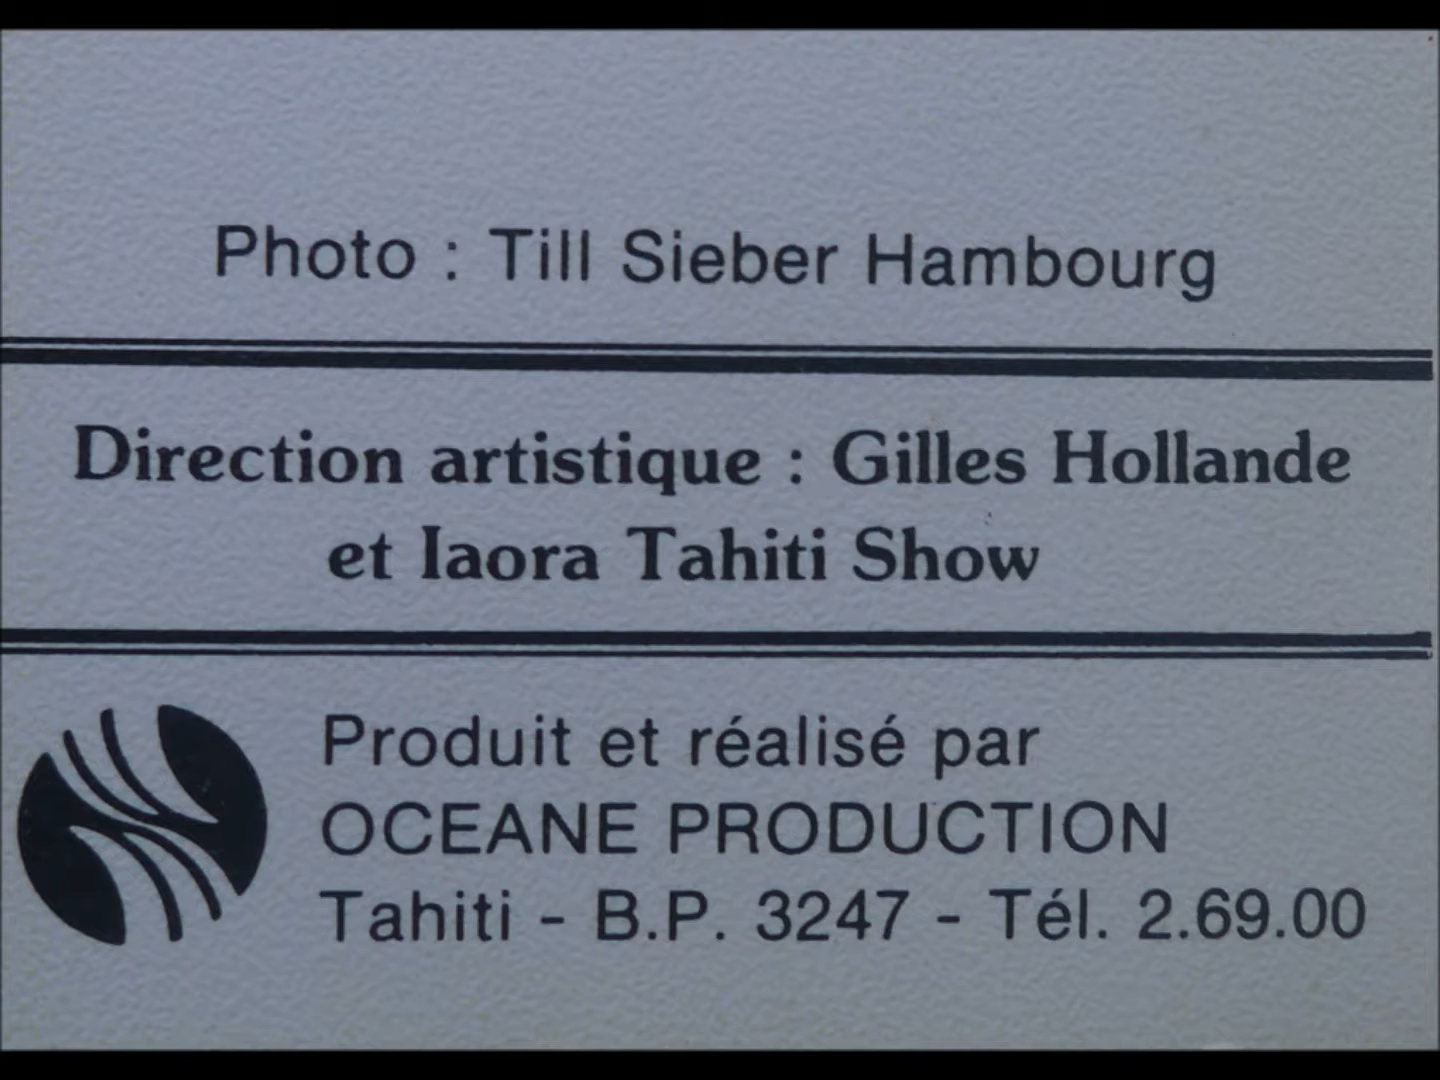 Photo : Till Sieber Hambourg
Direction artistique : Gilles Hollande
et Iaora Tahiti Show
Produit et réalisé par
OCEANE PRODUCTION
Tahiti - B.P. 3247 - Tél. 2.69.00